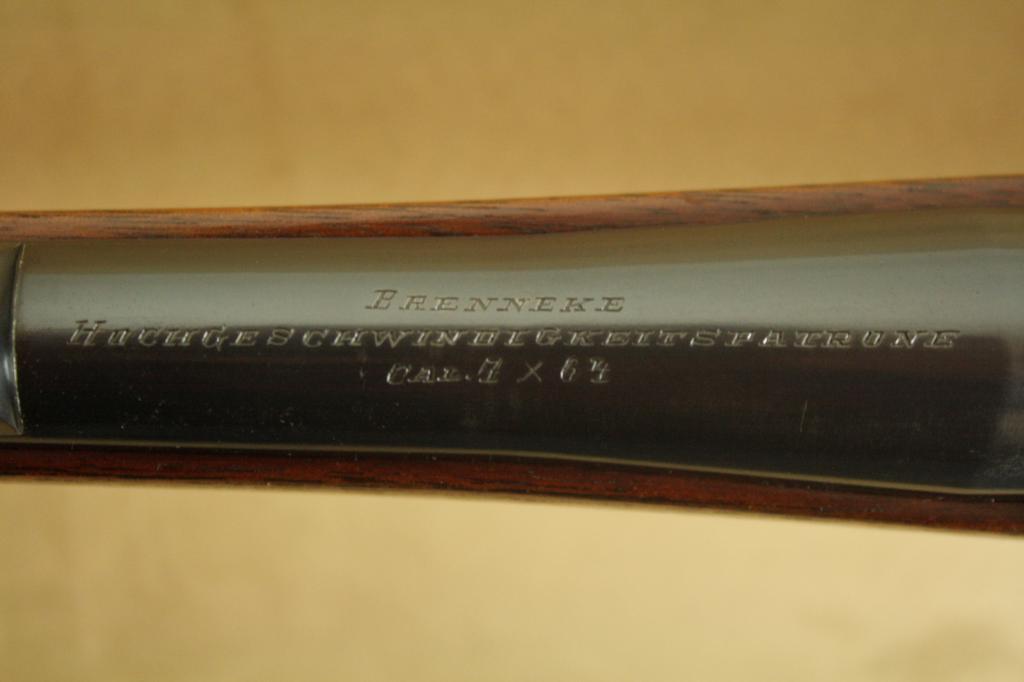 BRENNEKE
HOCHGESCHWINDIGKEITSPATRONE
CAL. 7 X 64